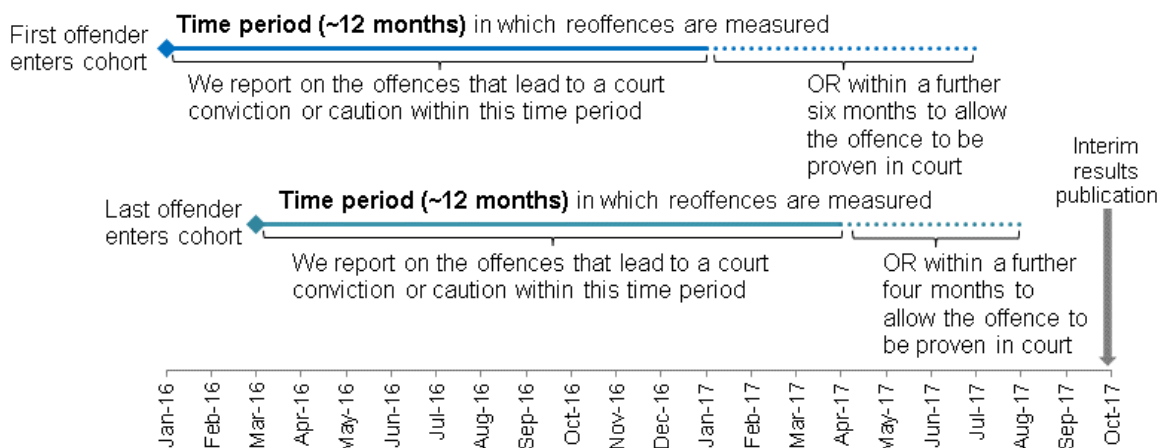 Time period (~12 months) in which reoffences are measured
First offender
enters cohort
We report on the offences that lead to a court
conviction or caution within this time period
OR within a further
six months to allow
the offence to be
proven in court
Interim
results
publication
Time period (~12 months) in which reoffences are measured
Last offender
enters cohort
We report on the offences that lead to a court
conviction or caution within this time period
OR within a further
four months to
allow the offence to
be proven in court
Jan-16
Feb-16
Mar-16
Apr-16
May-16
Jun-16
Jul-16
Aug-16
Sep-16
Oct-16
Nov-16
Dec-16
Jan-17
Feb-17
Mar-17
Apr-17
May-17
Jun-17
Jul-17
Aug-17
Sep-17
Oct-17